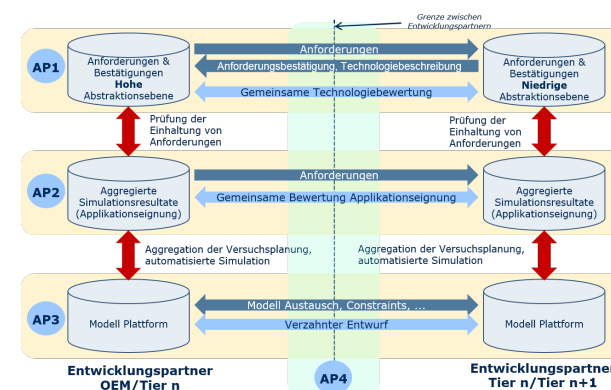 Grenze zwischen
Entwicklungspartnern
AP1
Anforderungen &
Bestätigungen
Hohe
Abstraktionsebene
Anforderungen
Anforderungsbestätigung, Technologiebeschreibung
Gemeinsame Technologiebewertung
Anforderungen &
Bestätigungen
Niedrige
Abstraktionsebene
Prüfung der
Einhaltung von
Anforderungen
Prüfung der
Einhaltung von
Anforderungen
AP2
Aggregierte
Simulationsresultate
(Applikationseignung)
Anforderungen
Gemeinsame Bewertung Applikationseignung
Aggregierte
Simulationsresultate
(Applikationseignung)
Aggregation der Versuchsplanung,
automatisierte Simulation
Aggregation der Versuchsplanung,
automatisierte Simulation
AP3
Modell Plattform
Modell Austausch, Constraints, ...
Verzahnter Entwurf
Modell Plattform
Entwicklungspartner
OEM/Tier n
AP4
Entwicklungspartner
Tier n/Tier n+1